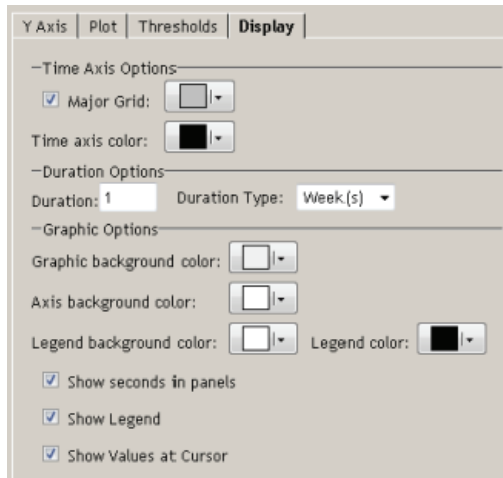 Y Axis Plot Thresholds Display
Time Axis Options
Major Grid:
Time axis color:
Duration Options
Duration: 1 Duration Type: Week.(s)
Graphic Options
Graphic background color:
Axis background color:
Legend background color: Legend color:
Show seconds in panels
Show Legend
Show Values at Cursor